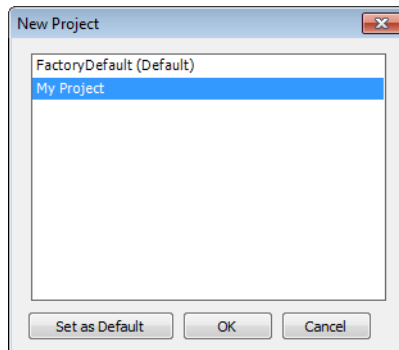 New Project
FactoryDefault (Default)
My Project
Set as Default
OK
Cancel